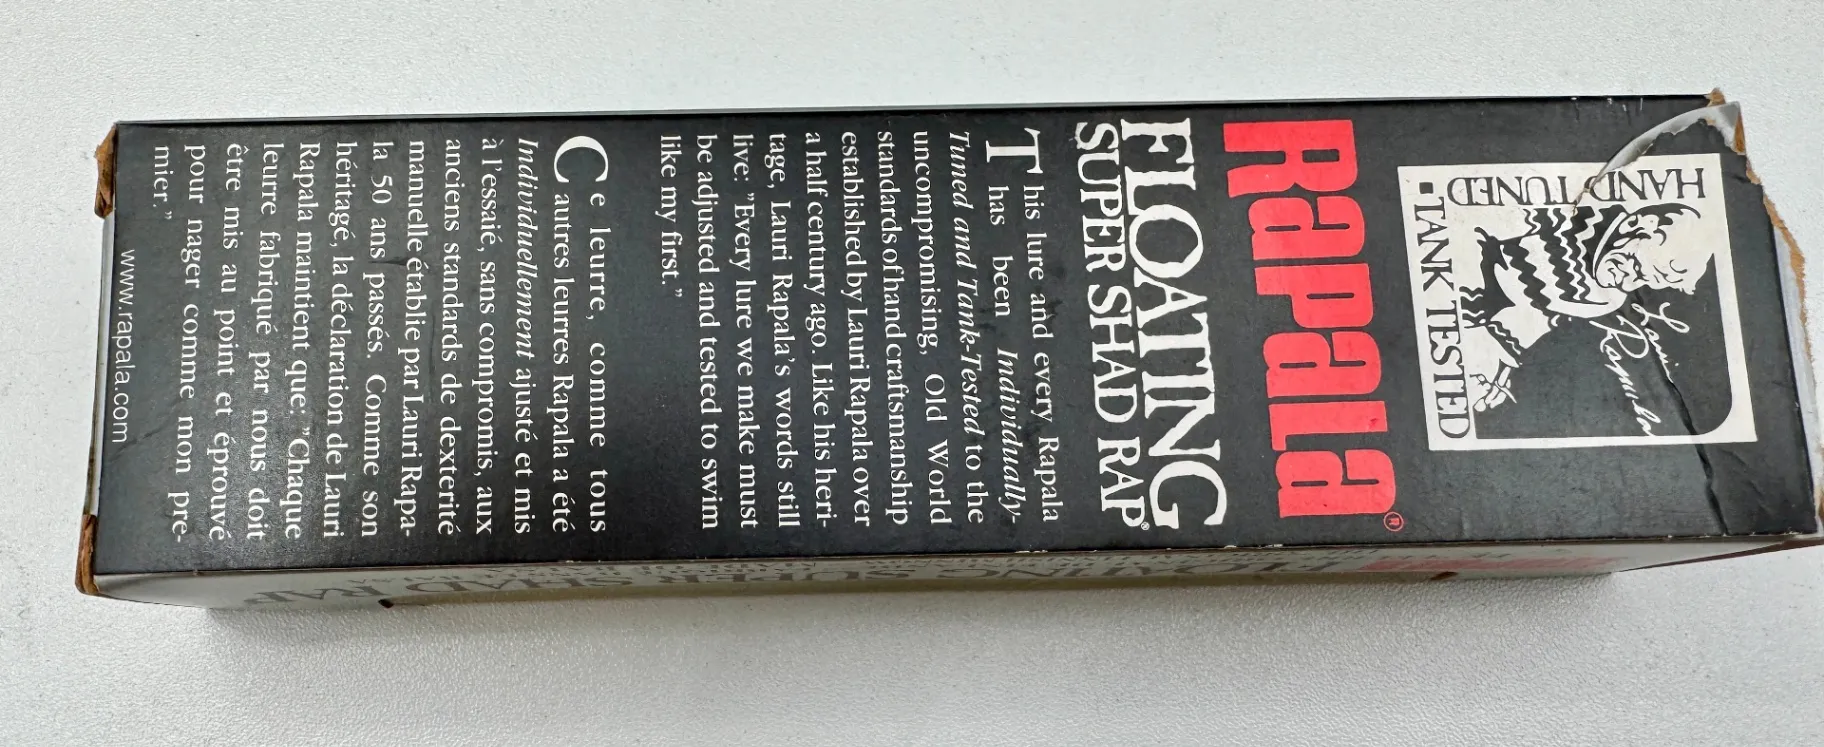 HAND TUNED
-TANK TESTED
Lauri
Rapala
RAPALA®
FLOATING
SUPER SHAD RAP®
This lure and every Rapala
has been Individually-
Tuned and Tank-Tested to the
uncompromising, Old World
standards of hand craftsmanship
established by Lauri Rapala over
a half century ago. Like his heri-
tage, Lauri Rapala's words still
live: "Every lure we make must
be adjusted and tested to swim
like my first."
Ce leurre, comme tous
autres leurres Rapala a été
Individuellement ajusté et mis
à l'essaié, sans compromis, aux
anciens standards de dexterité
manuelle établie par Lauri Rapa-
la 50 ans passés. Comme son
héritagé, la déclaration de Lauri
Rapala maintient que: "Chaque
leurre fabriqué par nous doit
être mis au point et éprouvé
pour nager comme mon pre-
mier."
www.rapala.com
FLOATING SUPER SHAD RAP